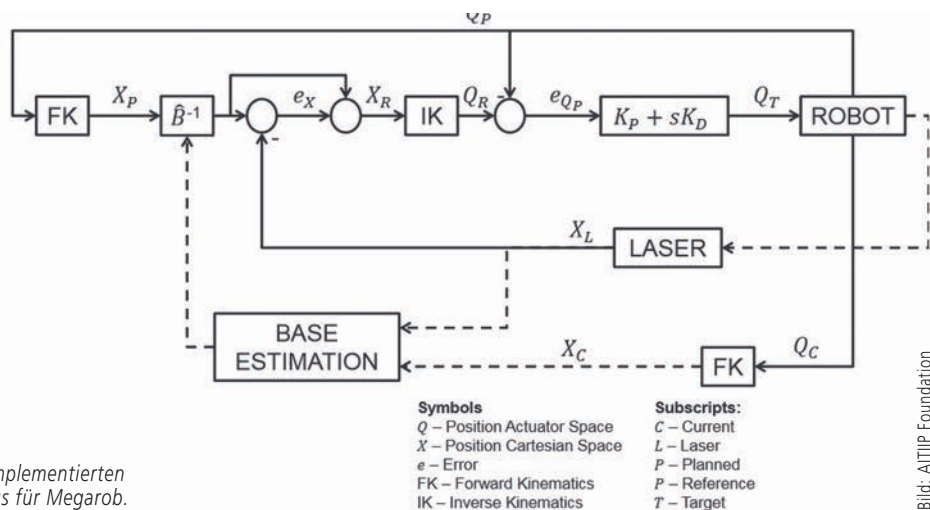 Q_P
FK
X_P
B̂⁻¹
e_X
X_R
IK
Q_R
-
e_{Q_P}
K_P + sK_D
Q_T
ROBOT
-
X_L
LASER
BASE
ESTIMATION
X_C
FK
Q_C
Symbols
Q – Position Actuator Space
X – Position Cartesian Space
e – Error
FK – Forward Kinematics
IK – Inverse Kinematics
Subscripts:
C – Current
L – Laser
P – Planned
P – Reference
T – Target
mplementierten
s für Megarob.
Bild: AITIIP Foundation